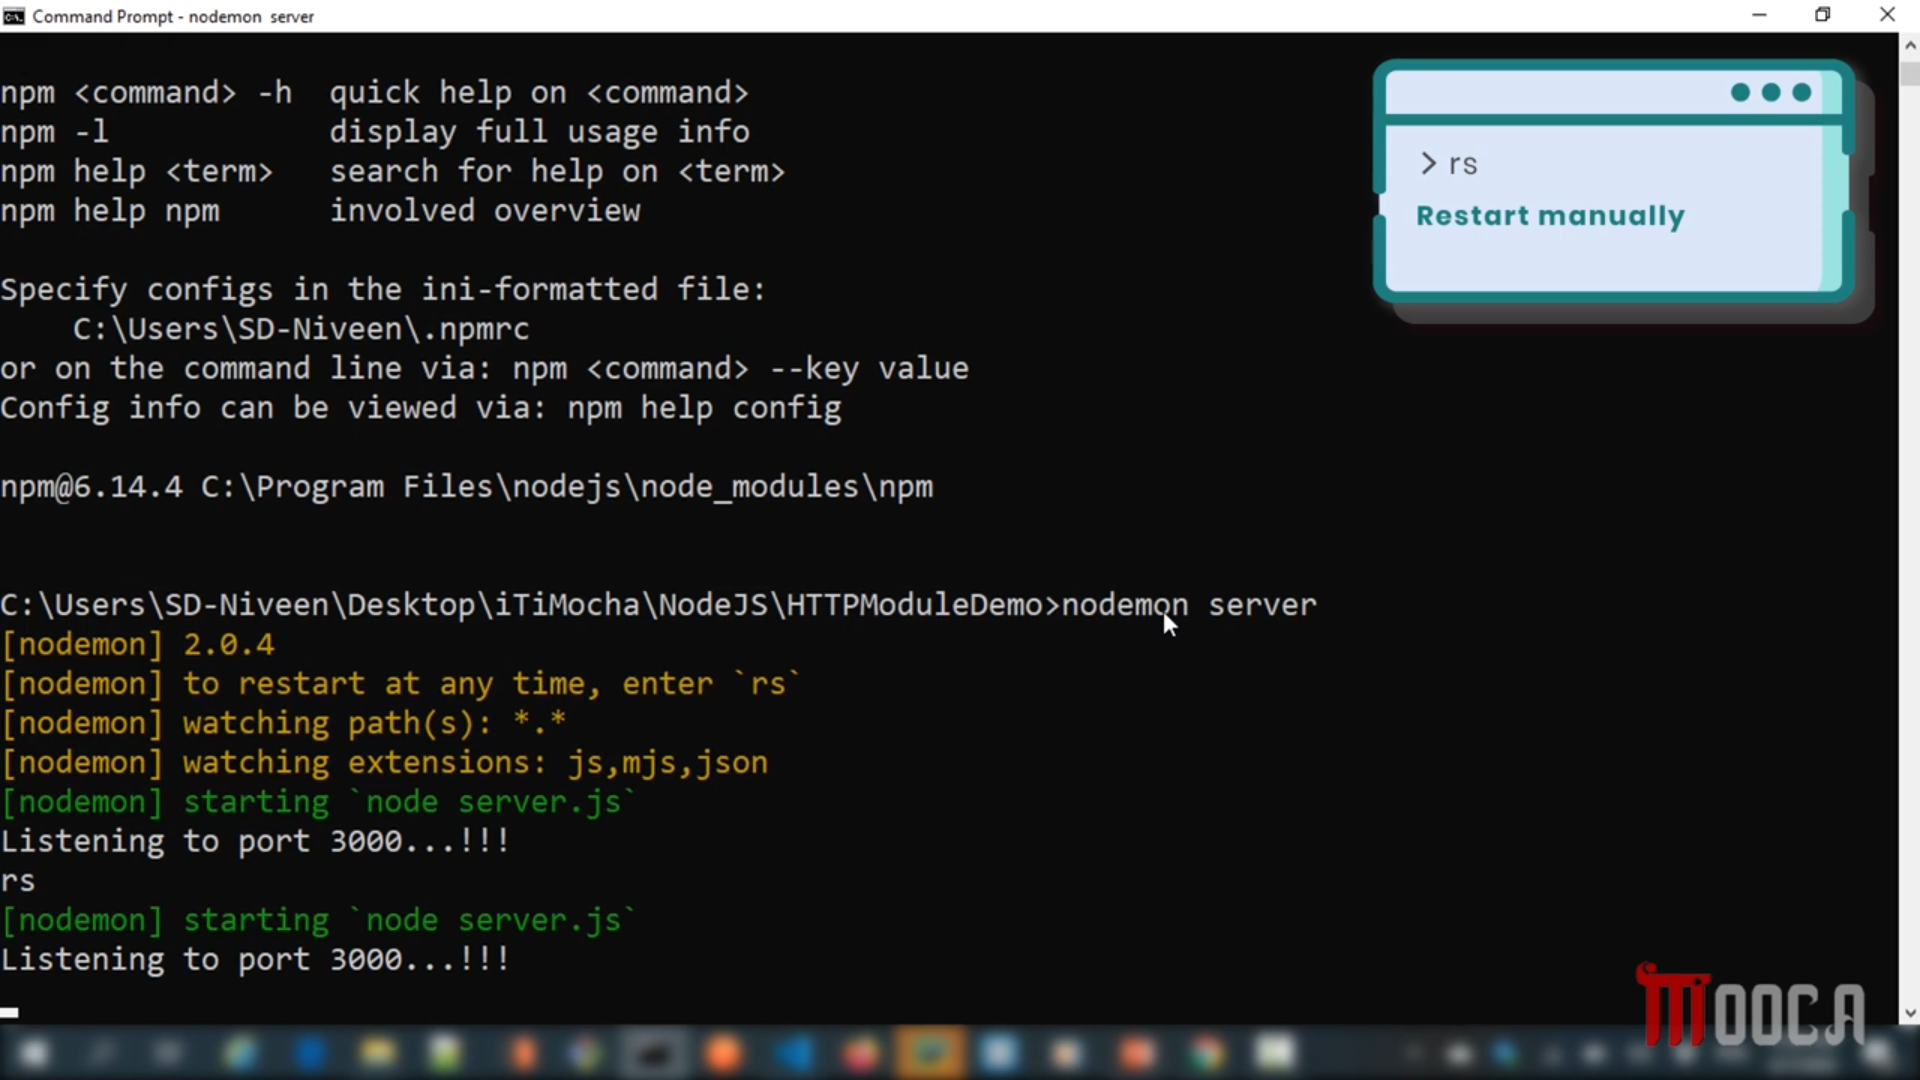 Command Prompt - nodemon server
npm <command> -h quick help on <command>
npm -l display full usage info
npm help <term> search for help on <term>
npm help npm involved overview
Specify configs in the ini-formatted file:
C:\Users\SD-Niveen\.npmrc
or on the command line via: npm <command> --key value
Config info can be viewed via: npm help config
npm@6.14.4 C:\Program Files\nodejs\node_modules\npm
C:\Users\SD-Niveen\Desktop\iTiMocha\NodeJS\HTTPModuleDemo>nodemon server
[nodemon] 2.0.4
[nodemon] to restart at any time, enter `rs`
[nodemon] watching path(s): *.*
[nodemon] watching extensions: js,mjs,json
[nodemon] starting `node server.js`
Listening to port 3000...!!!
rs
[nodemon] starting `node server.js`
Listening to port 3000...!!!
> rs
Restart manually
MOOCA